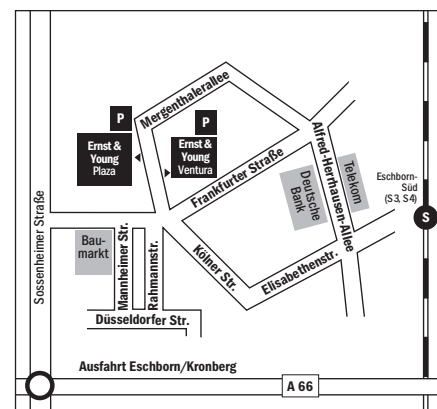 P
Mergenthalerallee
P
Ernst &
Young
Plaza
Ernst &
Young
Ventura
Alfred-Herrhausen-Allee
Frankfurter Straße
Telekom
Deutsche
Bank
Eschborn-
Süd
(S3, S4)
S
Sossenheimer Straße
Bau-
markt
Mannheimer Str.
Rahmannstr.
Kölner Str.
Elisabethenstr.
Düsseldorfer Str.
Ausfahrt Eschborn/Kronberg
A 66